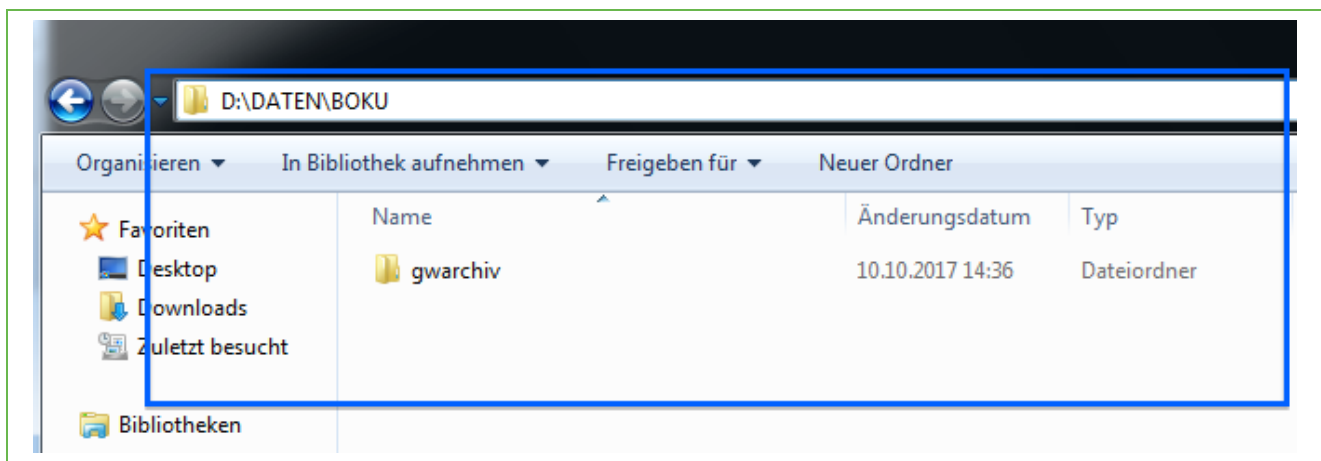 D:\DATEN\BOKU
Organisieren In Bibliothek aufnehmen Freigeben für Neuer Ordner
Name Änderungsdatum Typ
Favoriten
Desktop
gwarchiv 10.10.2017 14:36 Dateiordner
Downloads
Zuletzt besucht
Bibliotheken